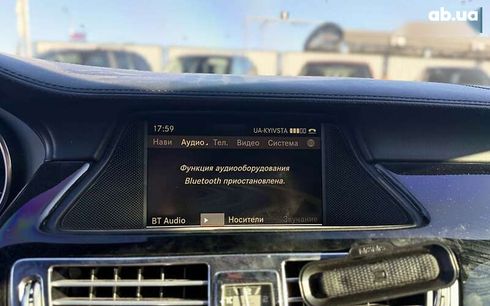 ab.ua
17:59 UA-KYIVSTA
Нави Аудио Тел. Видео Система
Функция аудиооборудования
Bluetooth приостановлена.
BT Audio Носители Звучание